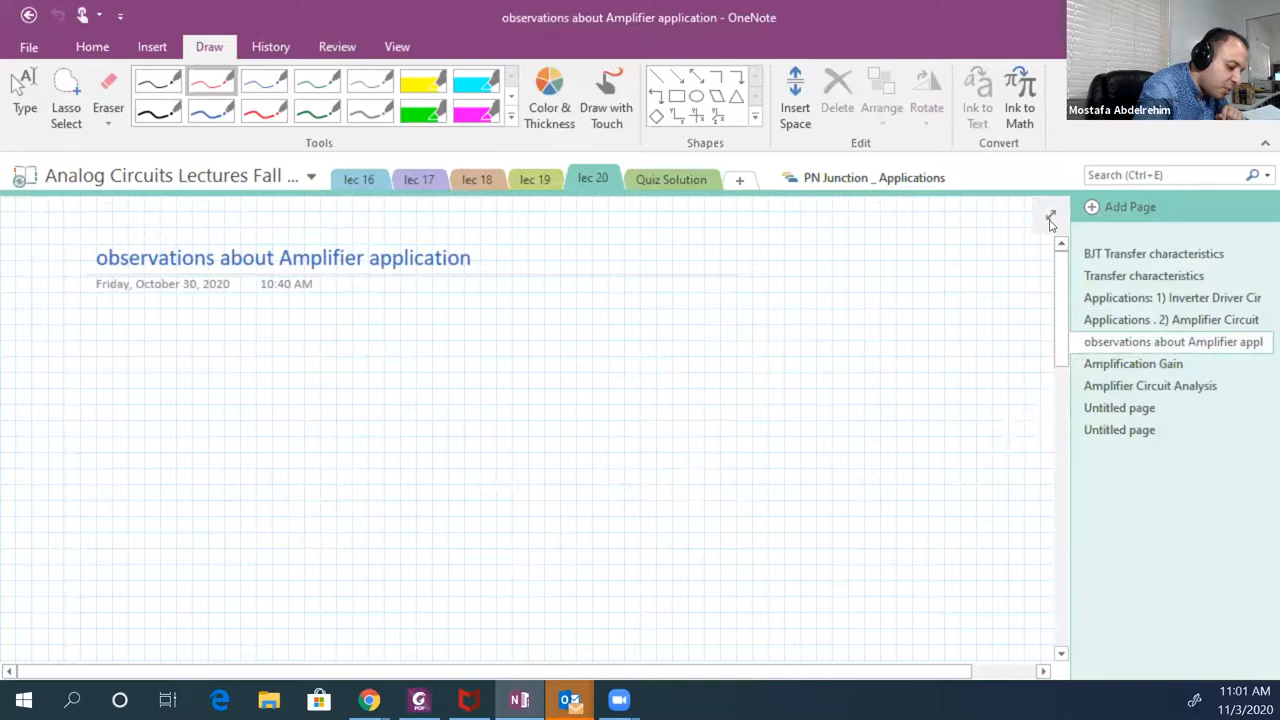 observations about Amplifier application - OneNote
File
Home
Insert
Draw
History
Review
View
Mostafa Abdelrehim
Type
Lasso Select
Eraser
Color & Thickness
Draw with Touch
Insert Space
Delete
Arrange
Rotate
Ink to Text
Ink to Math
Tools
Shapes
Edit
Convert
Analog Circuits Lectures Fall ...
lec 16
lec 17
lec 18
lec 19
lec 20
Quiz Solution
PN Junction _ Applications
Search (Ctrl+E)
Add Page
observations about Amplifier application
Friday, October 30, 2020
10:40 AM
BJT Transfer characteristics
Transfer characteristics
Applications: 1) Inverter Driver Cir
Applications . 2) Amplifier Circuit
observations about Amplifier appl
Amplification Gain
Amplifier Circuit Analysis
Untitled page
Untitled page
11:01 AM
11/3/2020